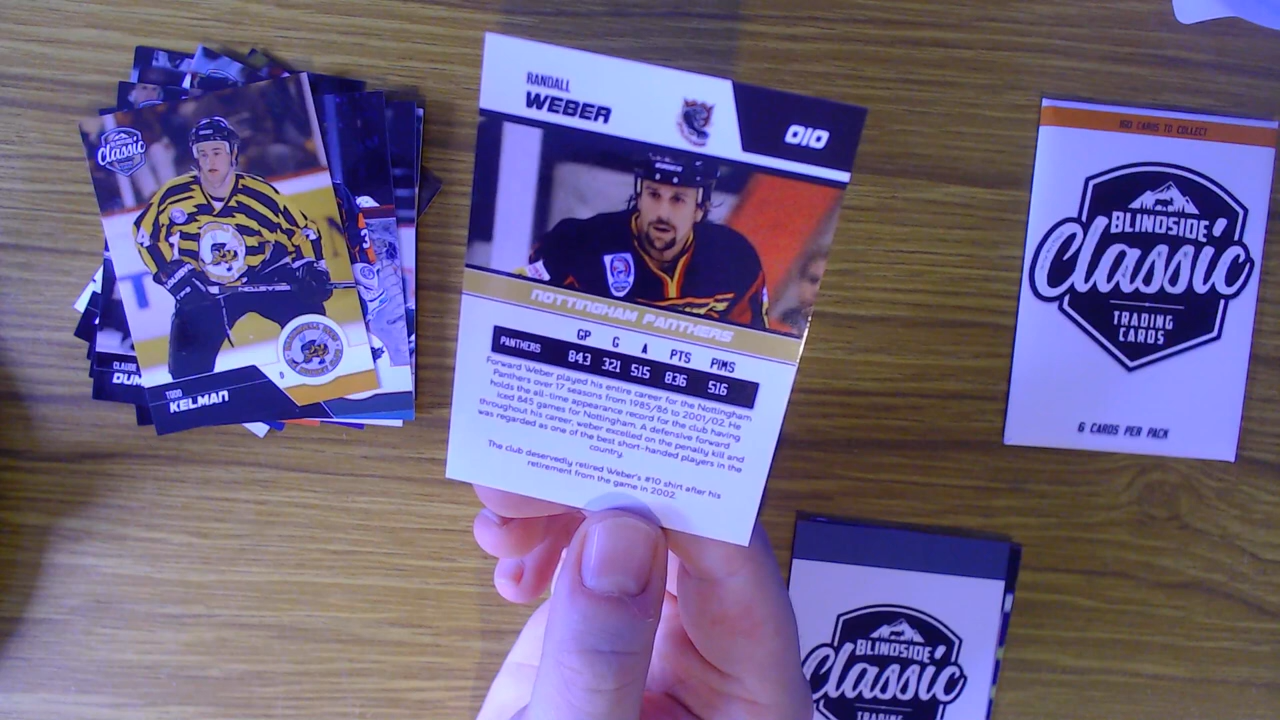 BLINDSIDE
Classic
CLAUDE
DUM
TODD
KELMAN
RANDALL
WEBER
010
NOTTINGHAM PANTHERS
GP G A PTS PIMS
PANTHERS 843 321 515 836 516
Forward Weber played his entire career for the Nottingham
Panthers over 17 seasons from 1985/86 to 2001/02. He
holds the all-time appearance record for the club having
iced 845 games for Nottingham. A defensive forward
throughout his career, weber excelled on the penalty kill and
was regarded as one of the best short-handed players in the
country.
The club deservedly retired Weber's #10 shirt after his
retirement from the game in 2002.
160 CARDS TO COLLECT
BLINDSIDE
Classic
TRADING
CARDS
6 CARDS PER PACK
BLINDSIDE
Classic
TRADING